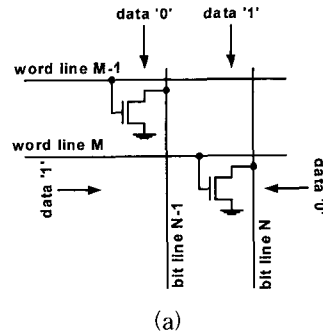 data '0' data '1'
word line M-1
word line M
data '1'
bit line N-1
bit line N
data '0'
(a)